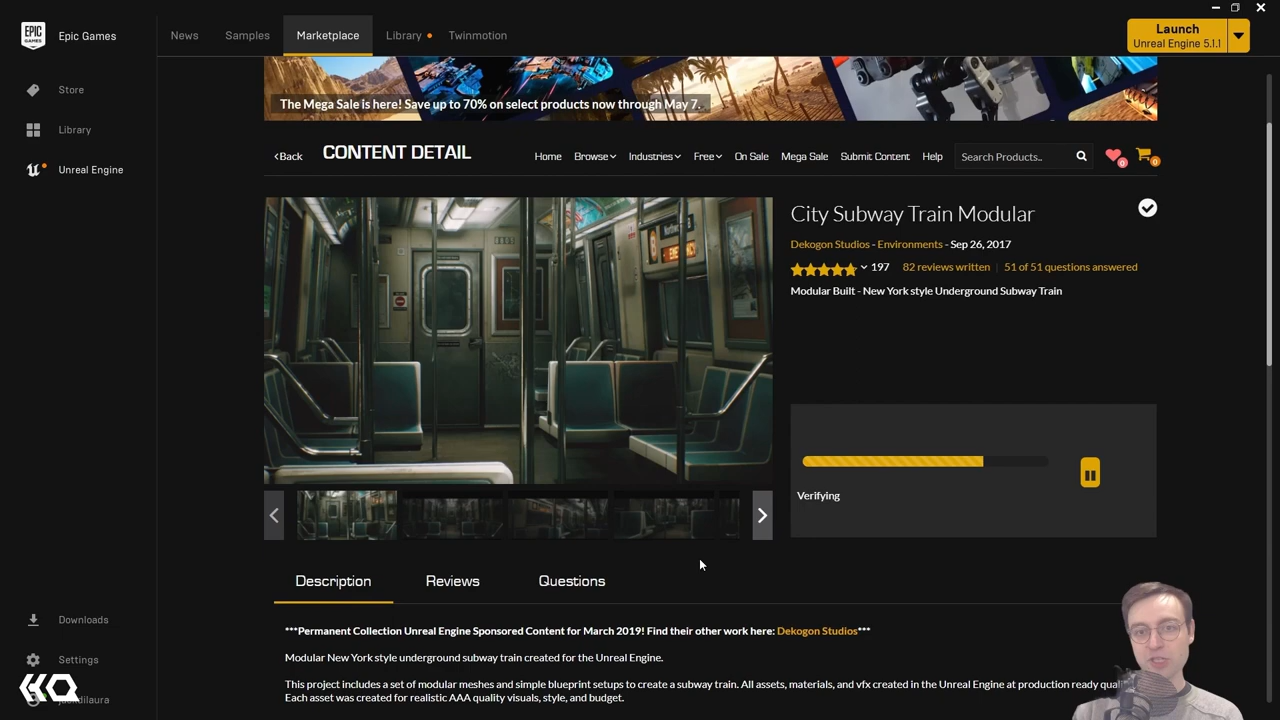 EPIC GAMES
Epic Games
News
Samples
Marketplace
Library
Twinmotion
Launch
Unreal Engine 5.1.1
Store
Library
Unreal Engine
The Mega Sale is here! Save up to 70% on select products now through May 7.
Back
CONTENT DETAIL
Home
Browse
Industries
Free
On Sale
Mega Sale
Submit Content
Help
Search Products..
0
0
City Subway Train Modular
Dekogon Studios - Environments - Sep 26, 2017
197
82 reviews written
51 of 51 questions answered
Modular Built - New York style Underground Subway Train
Verifying
Description
Reviews
Questions
***Permanent Collection Unreal Engine Sponsored Content for March 2019! Find their other work here: Dekogon Studios***
Modular New York style underground subway train created for the Unreal Engine.
This project includes a set of modular meshes and simple blueprint setups to create a subway train. All assets, materials, and vfx created in the Unreal Engine at production ready
Each asset was created for realistic AAA quality visuals, style, and budget.
Downloads
Settings